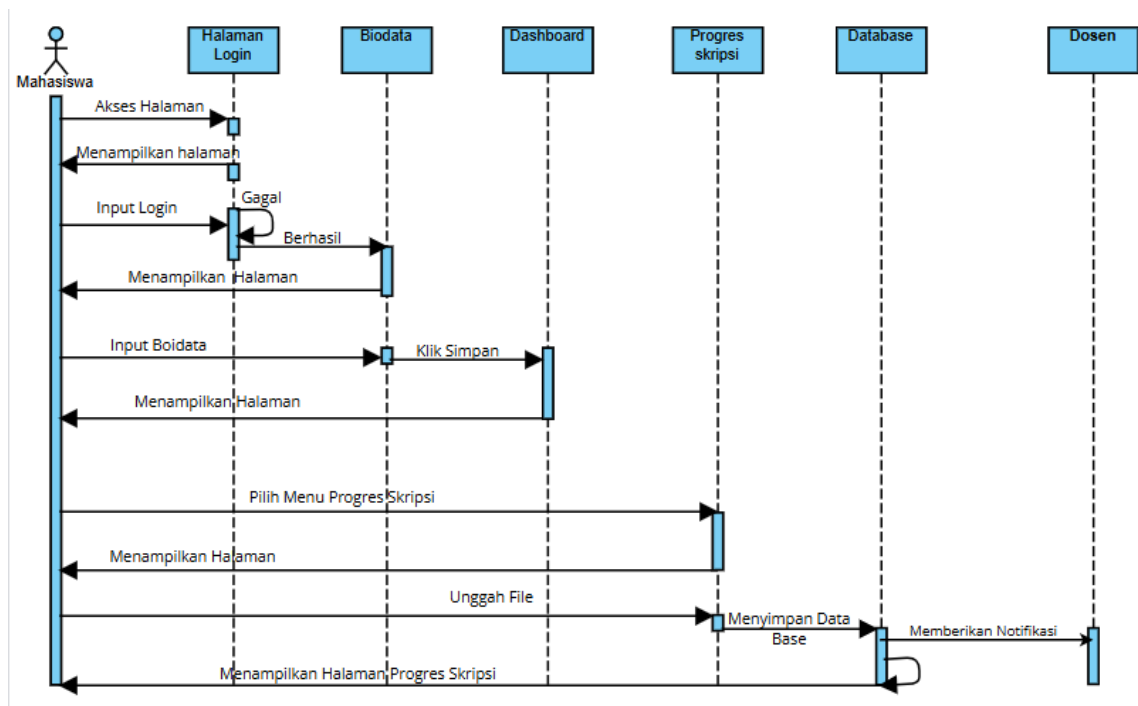 Halaman
Login
Biodata
Dashboard
Progres
skripsi
Database
Dosen
Mahasiswa
Akses Halaman
Menampilkan halaman
Gagal
Input Login
Berhasil
Menampilkan Halaman
Input Boidata
Klik Simpan
Menampilkan Halaman
Pilih Menu Progres Skripsi
Menampilkan Halaman
Unggah File
Menyimpan Data
Base
Memberikan Notifikasi
Menampilkan Halaman Progres Skripsi